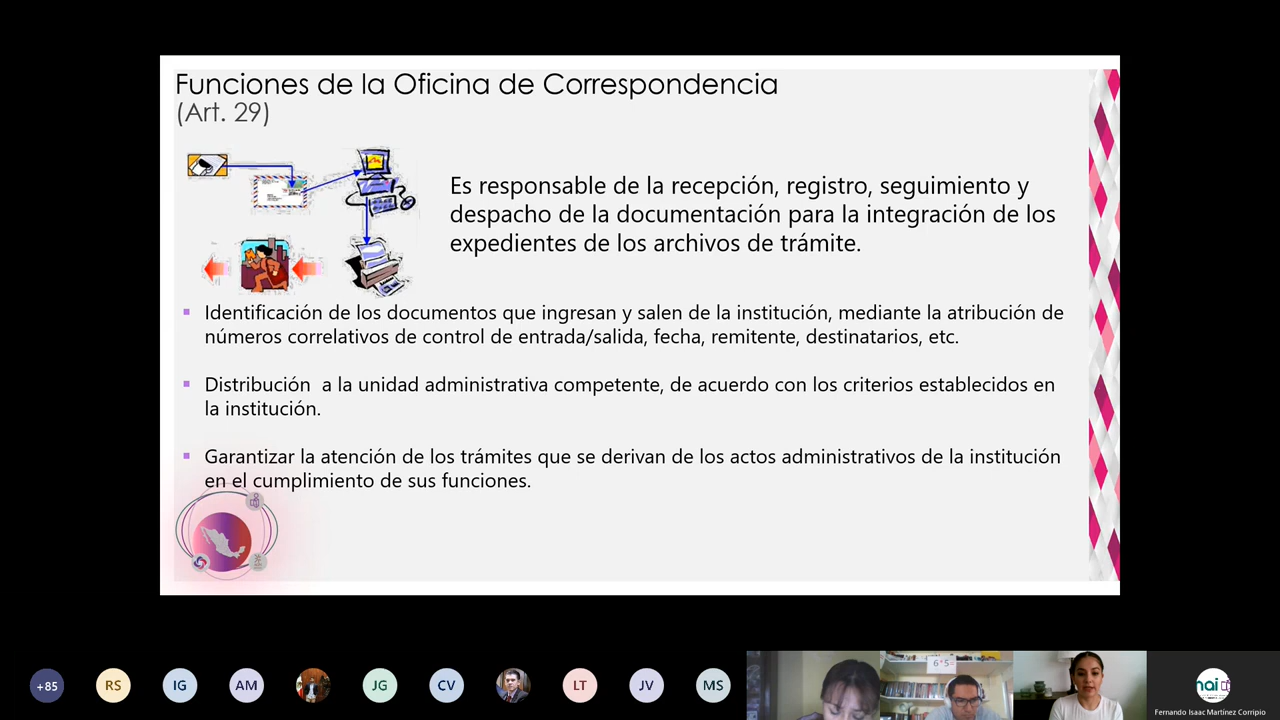 Funciones de la Oficina de Correspondencia
(Art. 29)
Es responsable de la recepción, registro, seguimiento y
despacho de la documentación para la integración de los
expedientes de los archivos de trámite.
Identificación de los documentos que ingresan y salen de la institución, mediante la atribución de
números correlativos de control de entrada/salida, fecha, remitente, destinatarios, etc.
Distribución  a la unidad administrativa competente, de acuerdo con los criterios establecidos en
la institución.
Garantizar la atención de los trámites que se derivan de los actos administrativos de la institución
en el cumplimiento de sus funciones.
+85
RS
IG
AM
JG
CV
LT
JV
MS
nai
Fernando Isaac Martínez Corripio